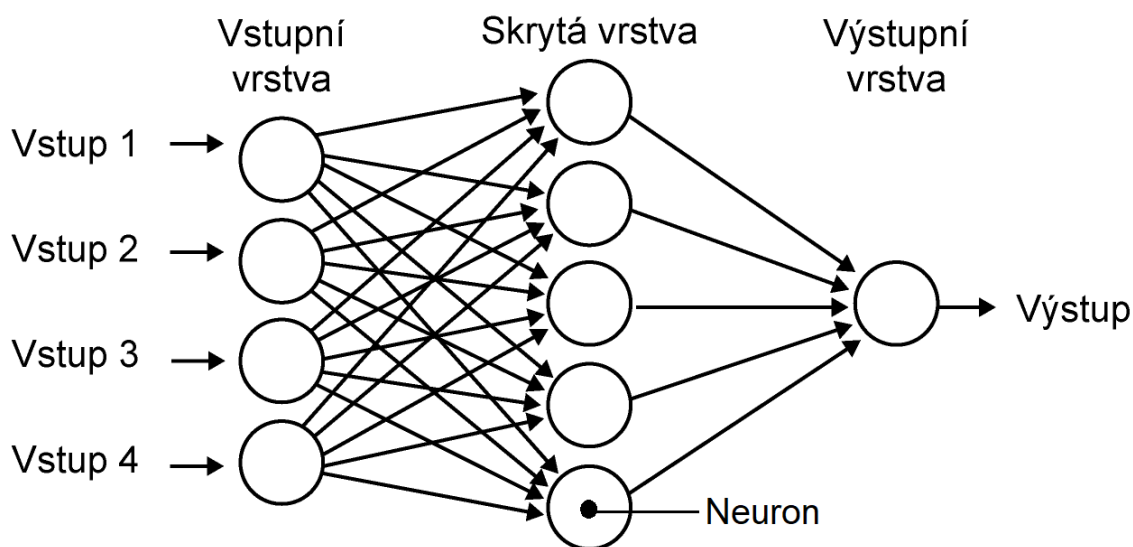 Vstupní
vrstva
Skrytá vrstva
Výstupní
vrstva
Vstup 1
Vstup 2
Vstup 3
Vstup 4
Výstup
Neuron